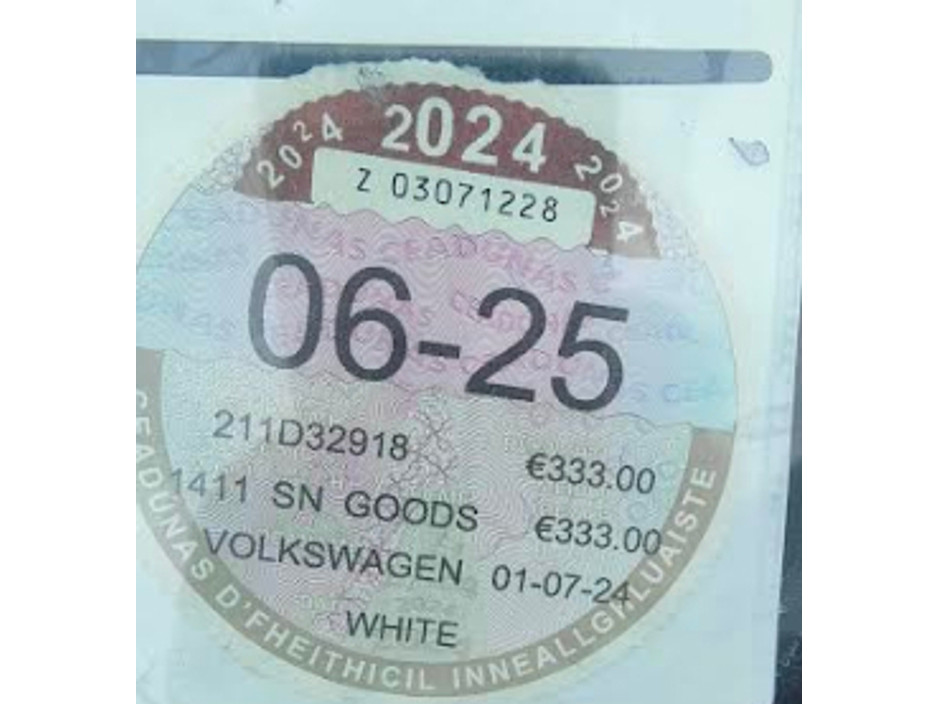 2024 2024 2024
Z 03071228
06-25
211D32918 €333.00
1411 SN GOODS €333.00
VOLKSWAGEN 01-07-24
WHITE
CEADÚNAS D'FHEITHICIL INNEALLGHLUAISTE